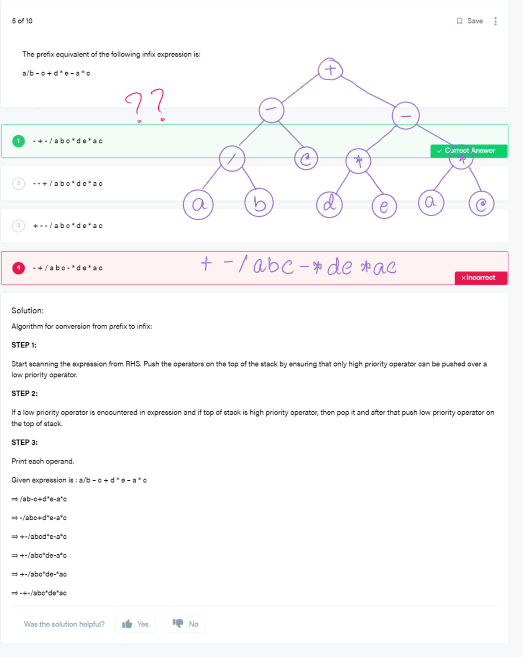 5 of 10
Save
The prefix equivalent of the following infix expression is:
a/b - c + d * e - a * c
??
+
-
-
1 - + - / a b c * d e * a c
✓ Correct Answer
/
c
*
*
2 - - + / a b c * d e * a c
a
b
d
e
a
c
3 + - - / a b c * d e * a c
4 - + / a b c - * d e * a c
+ - / abc - * de * ac
× Incorrect
Solution:
Algorithm for conversion from prefix to infix:
STEP 1:
Start scanning the expression from RHS. Push the operators on the top of the stack by ensuring that only high priority operator can be pushed over a
low priority operator.
STEP 2:
If a low priority operator is encountered in expression and if top of stack is high priority operator, then pop it and after that push low priority operator on
the top of stack.
STEP 3:
Print each operand.
Given expression is : a/b - c + d * e - a * c
⇒ /ab-c+d*e-a*c
⇒ -/abc+d*e-a*c
⇒ +-/abcd*e-a*c
⇒ +-/abc*de-a*c
⇒ +-/abc*de-*ac
⇒ -+-/abc*de*ac
Was the solution helpful?
Yes
No